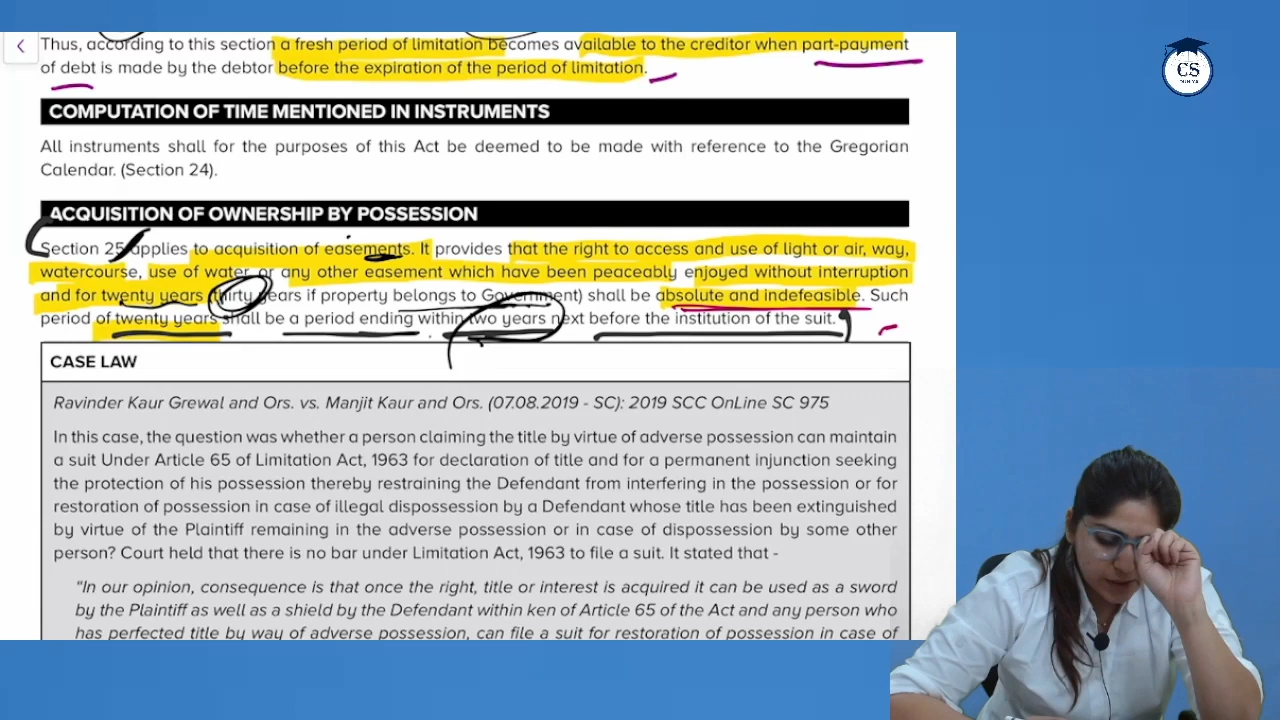 Thus, according to this section a fresh period of limitation becomes available to the creditor when part-payment
of debt is made by the debtor before the expiration of the period of limitation.
COMPUTATION OF TIME MENTIONED IN INSTRUMENTS
All instruments shall for the purposes of this Act be deemed to be made with reference to the Gregorian
Calendar. (Section 24).
ACQUISITION OF OWNERSHIP BY POSSESSION
Section 25 applies to acquisition of easements. It provides that the right to access and use of light or air, way,
watercourse, use of water or any other easement which have been peaceably enjoyed without interruption
and for twenty years (thirty years if property belongs to Government) shall be absolute and indefeasible. Such
period of twenty years shall be a period ending within two years next before the institution of the suit.
CASE LAW
Ravinder Kaur Grewal and Ors. vs. Manjit Kaur and Ors. (07.08.2019 - SC): 2019 SCC OnLine SC 975
In this case, the question was whether a person claiming the title by virtue of adverse possession can maintain
a suit Under Article 65 of Limitation Act, 1963 for declaration of title and for a permanent injunction seeking
the protection of his possession thereby restraining the Defendant from interfering in the possession or for
restoration of possession in case of illegal dispossession by a Defendant whose title has been extinguished
by virtue of the Plaintiff remaining in the adverse possession or in case of dispossession by some other
person? Court held that there is no bar under Limitation Act, 1963 to file a suit. It stated that -
"In our opinion, consequence is that once the right, title or interest is acquired it can be used as a sword
by the Plaintiff as well as a shield by the Defendant within ken of Article 65 of the Act and any person who
has perfected title by way of adverse possession, can file a suit for restoration of possession in case of
CS